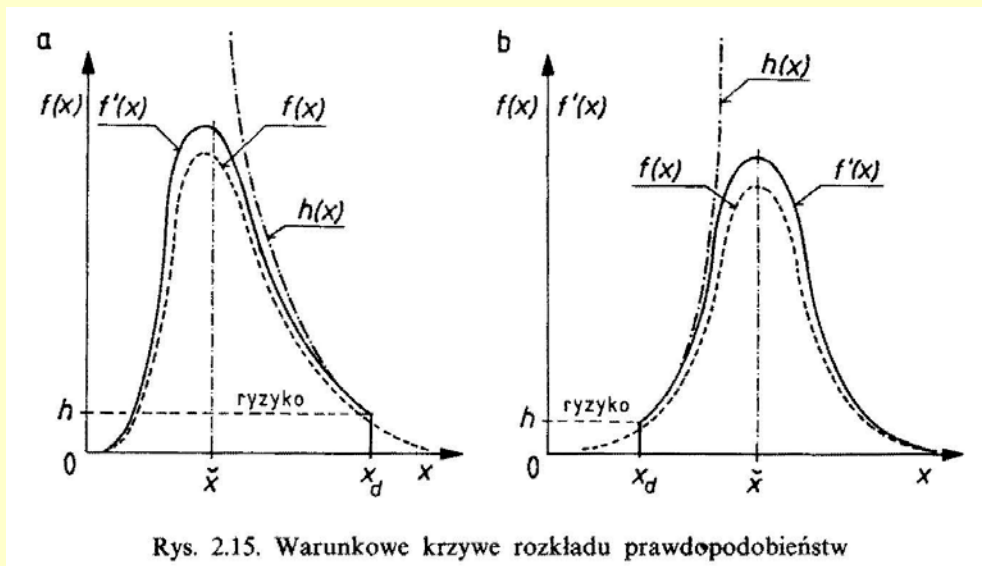 a
f(x) f'(x)
f'(x)
f(x)
h(x)
ryzyko
h
0
x̌
x_d
x
b
f(x) f'(x)
h(x)
f(x)
f'(x)
ryzyko
h
0
x_d
x̌
x
Rys. 2.15. Warunkowe krzywe rozkładu prawdopodobieństw